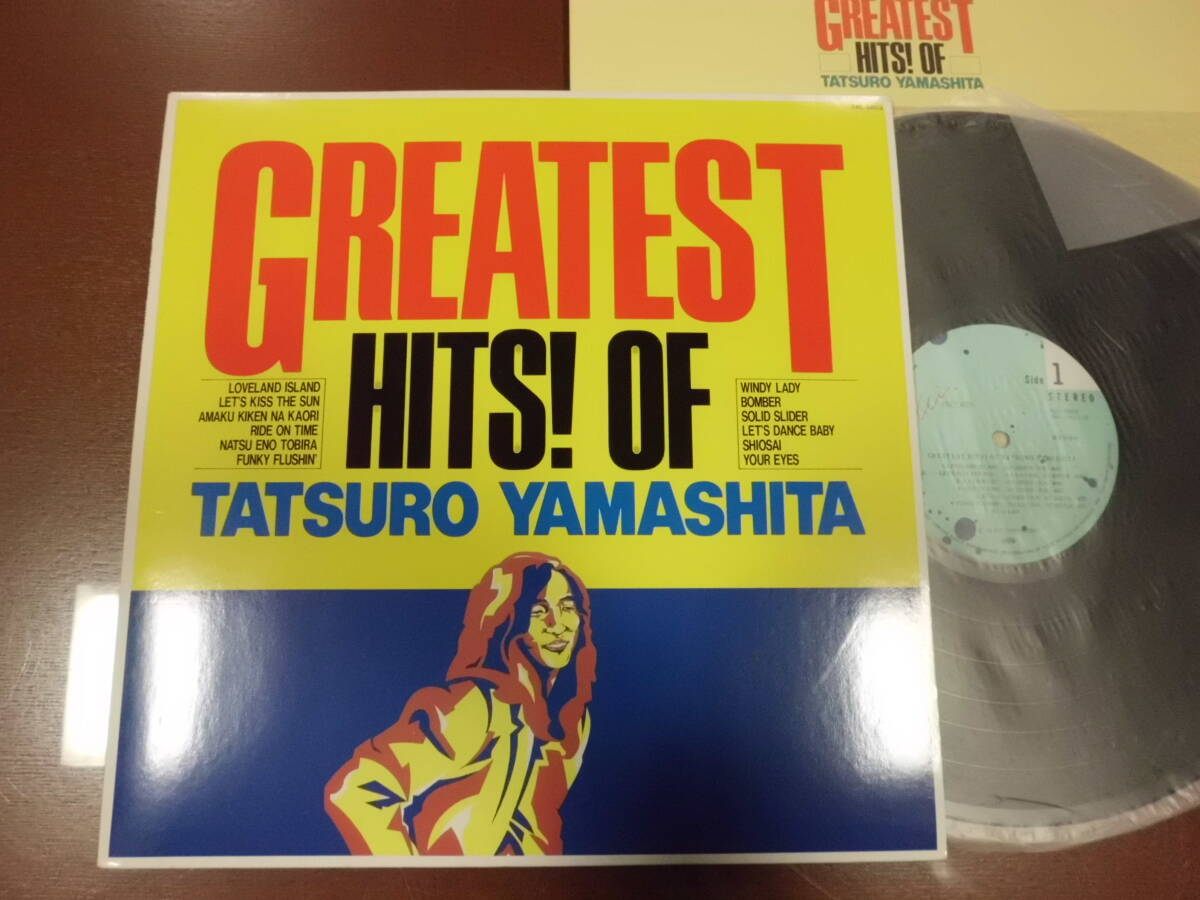 GREATEST
HITS! OF
TATSURO YAMASHITA
GREATEST
HITS! OF
LOVELAND ISLAND
LET'S KISS THE SUN
AMAKU KIKEN NA KAORI
RIDE ON TIME
NATSU ENO TOBIRA
FUNKY FLUSHIN'
WINDY LADY
BOMBER
SOLID SLIDER
LET'S DANCE BABY
SHIOSAI
YOUR EYES
TATSURO YAMASHITA
Side 1
STEREO